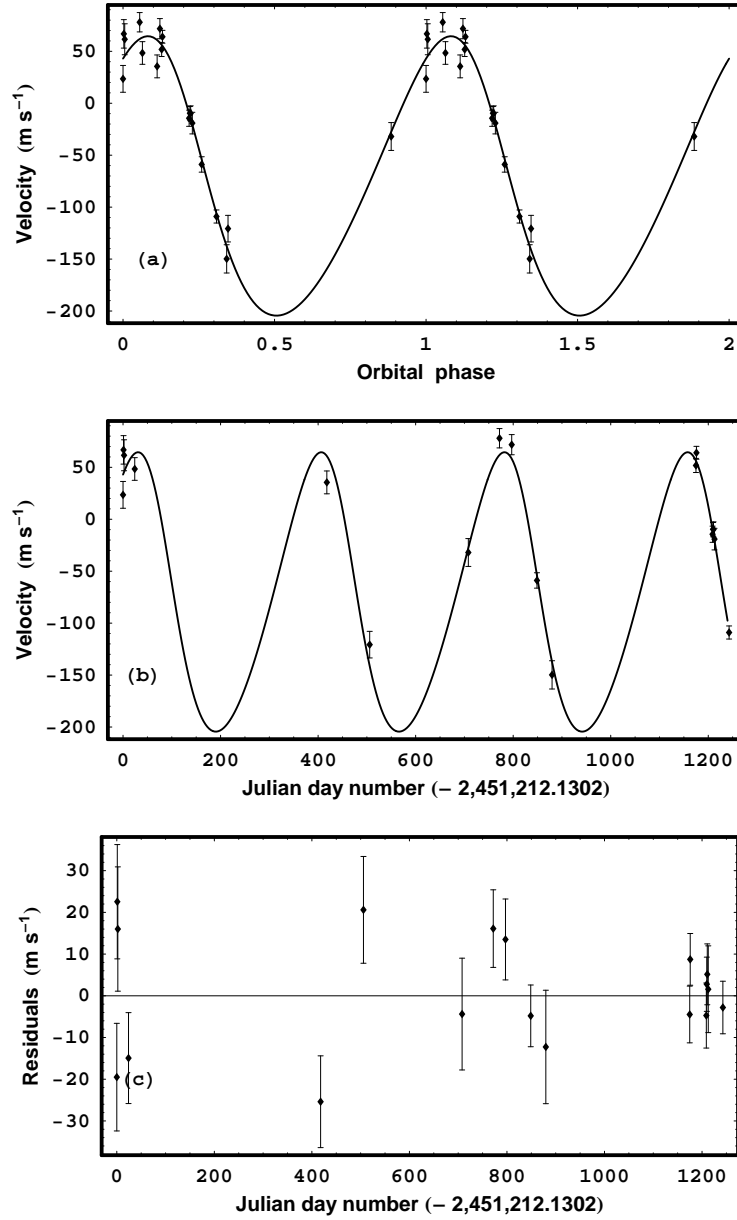 50
0
-50
-100
-150
-200
Velocity (m s⁻¹)
(a)
0 0.5 1 1.5 2
Orbital phase
50
0
-50
-100
-150
-200
Velocity (m s⁻¹)
(b)
0 200 400 600 800 1000 1200
Julian day number (− 2,451,212.1302)
30
20
10
0
-10
-20
-30
Residuals (m s⁻¹)
(c)
0 200 400 600 800 1000 1200
Julian day number (− 2,451,212.1302)